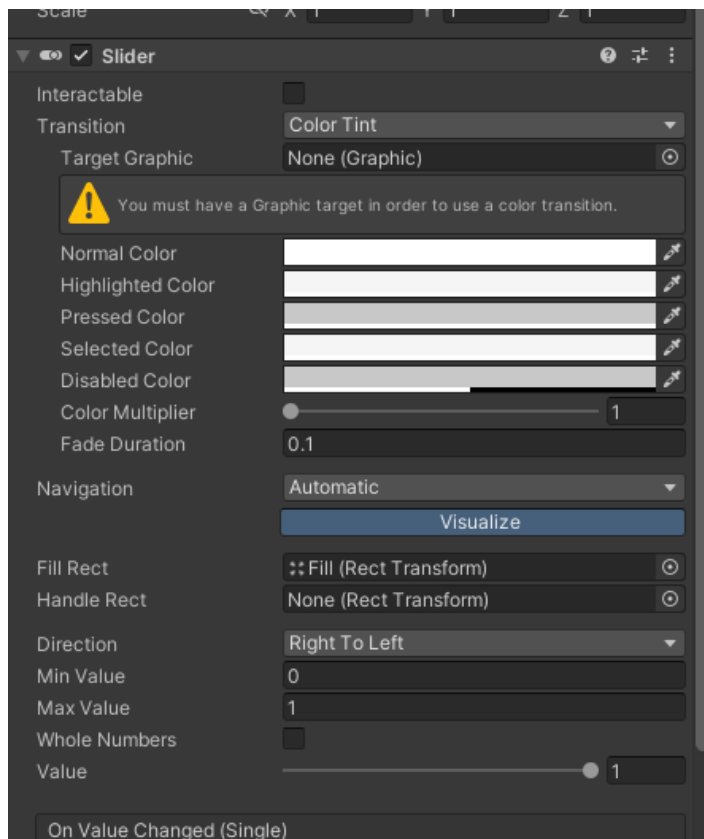 Scale X 1 Y 1 Z 1
Slider
Interactable
Transition Color Tint
Target Graphic None (Graphic)
You must have a Graphic target in order to use a color transition.
Normal Color
Highlighted Color
Pressed Color
Selected Color
Disabled Color
Color Multiplier 1
Fade Duration 0.1
Navigation Automatic
Visualize
Fill Rect Fill (Rect Transform)
Handle Rect None (Rect Transform)
Direction Right To Left
Min Value 0
Max Value 1
Whole Numbers
Value 1
On Value Changed (Single)